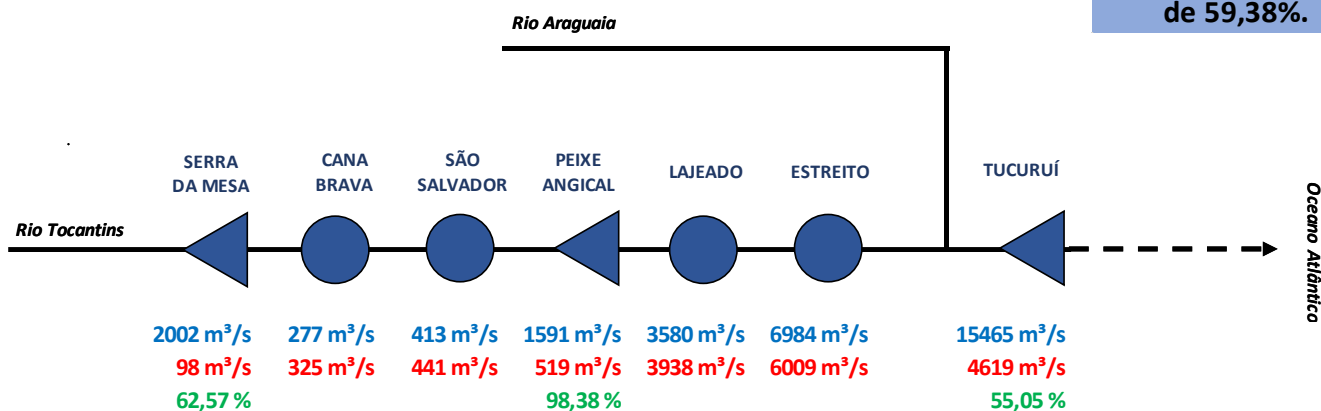 de 59,38%.
Rio Araguaia
SERRA
DA MESA
CANA
BRAVA
SÃO
SALVADOR
PEIXE
ANGICAL
LAJEADO
ESTREITO
TUCURUÍ
Oceano Atlântico
Rio Tocantins
2002 m³/s 277 m³/s 413 m³/s 1591 m³/s 3580 m³/s 6984 m³/s 15465 m³/s
98 m³/s 325 m³/s 441 m³/s 519 m³/s 3938 m³/s 6009 m³/s 4619 m³/s
62,57 % 98,38 % 55,05 %